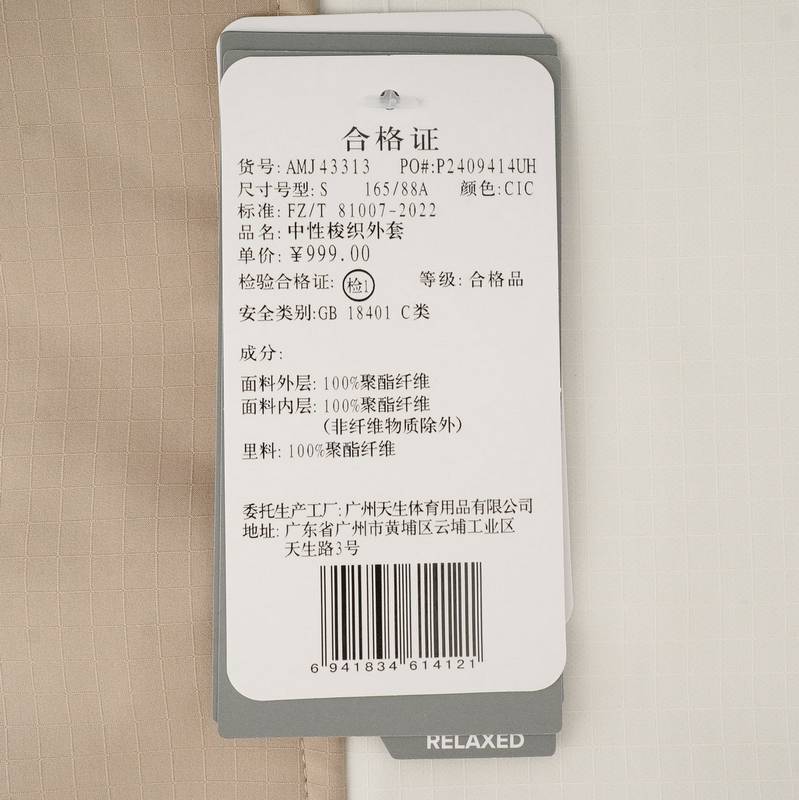 合格证
货号: AMJ43313 PO#:P2409414UH
尺寸号型: S 165/88A 颜色:CIC
标准: FZ/T 81007-2022
品名: 中性梭织外套
单价: ¥999.00
检验合格证: 检1 等级: 合格品
安全类别:GB 18401 C类
成分:
面料外层: 100%聚酯纤维
面料内层: 100%聚酯纤维
(非纤维物质除外)
里料: 100%聚酯纤维
委托生产工厂: 广州天生体育用品有限公司
地址: 广东省广州市黄埔区云埔工业区
天生路3号
6 941834 614121
RELAXED